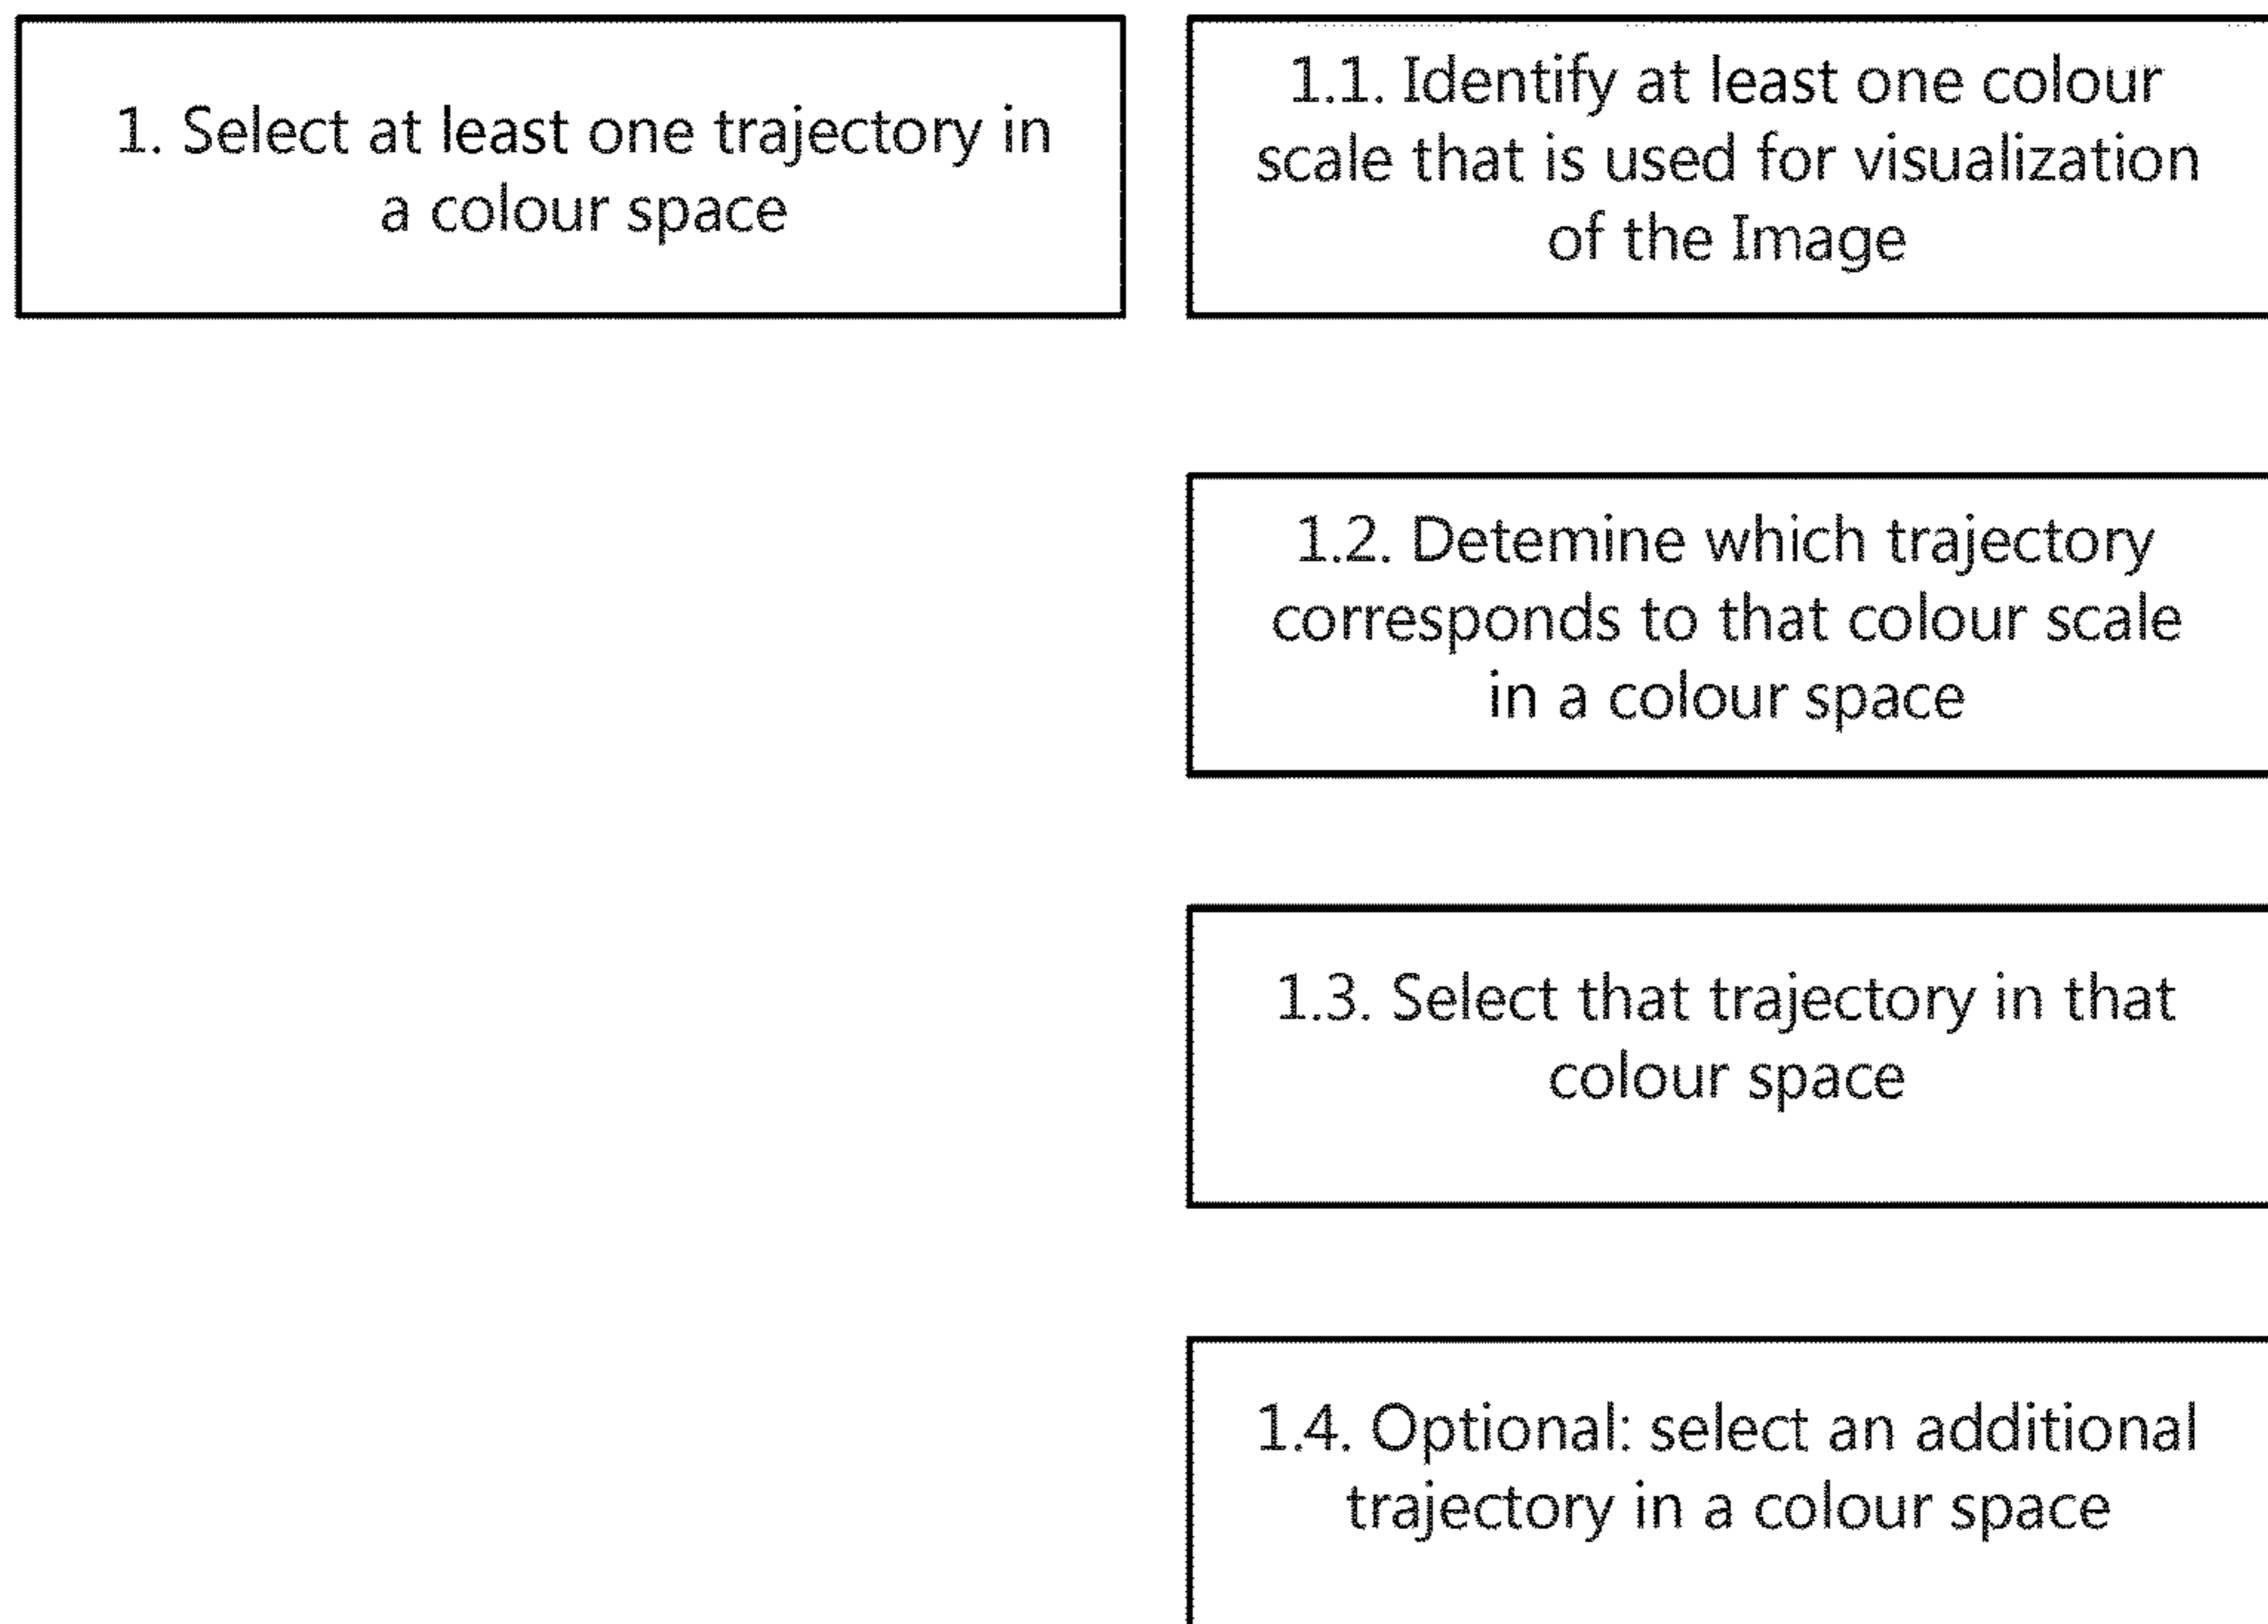 1. Select at least one trajectory in
a colour space
1.1. Identify at least one colour
scale that is used for visualization
of the Image
1.2. Detemine which trajectory
corresponds to that colour scale
in a colour space
1.3. Select that trajectory in that
colour space
1.4. Optional: select an additional
trajectory in a colour space